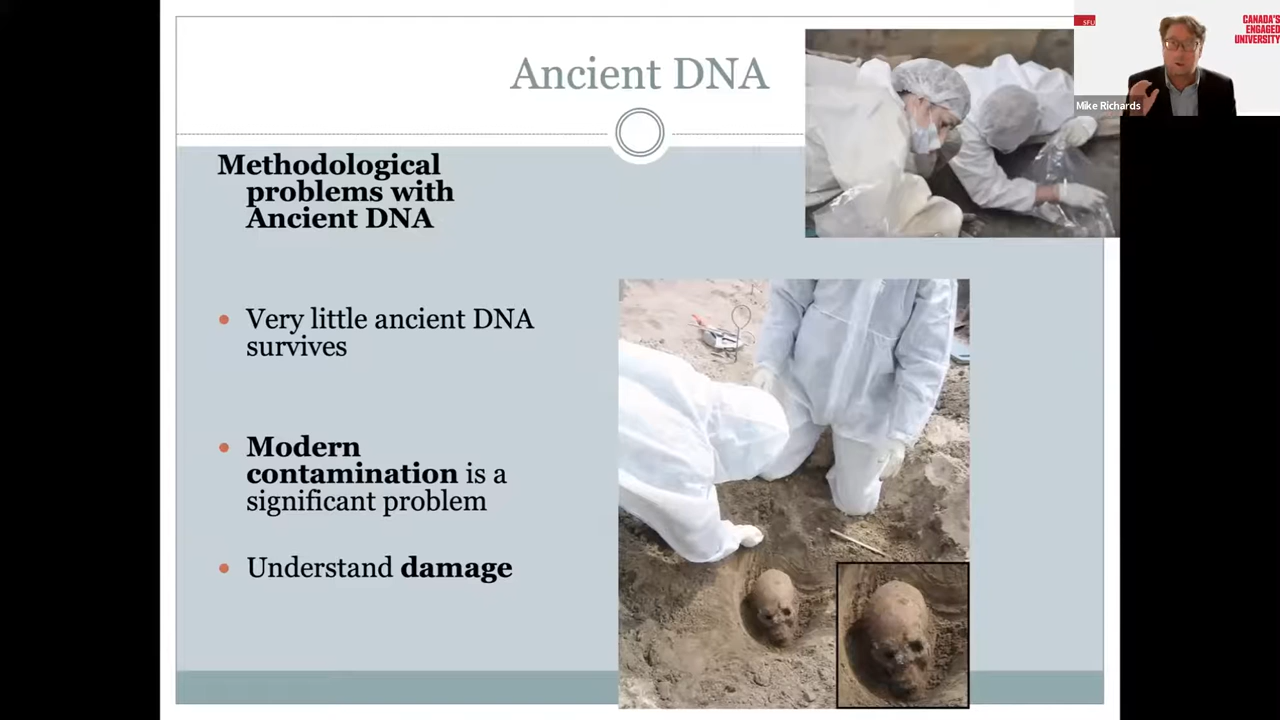 Ancient DNA
Methodological
problems with
Ancient DNA
Very little ancient DNA
survives
Modern
contamination is a
significant problem
Understand damage
SFU
CANADA'S
ENGAGED
UNIVERSITY
Mike Richards